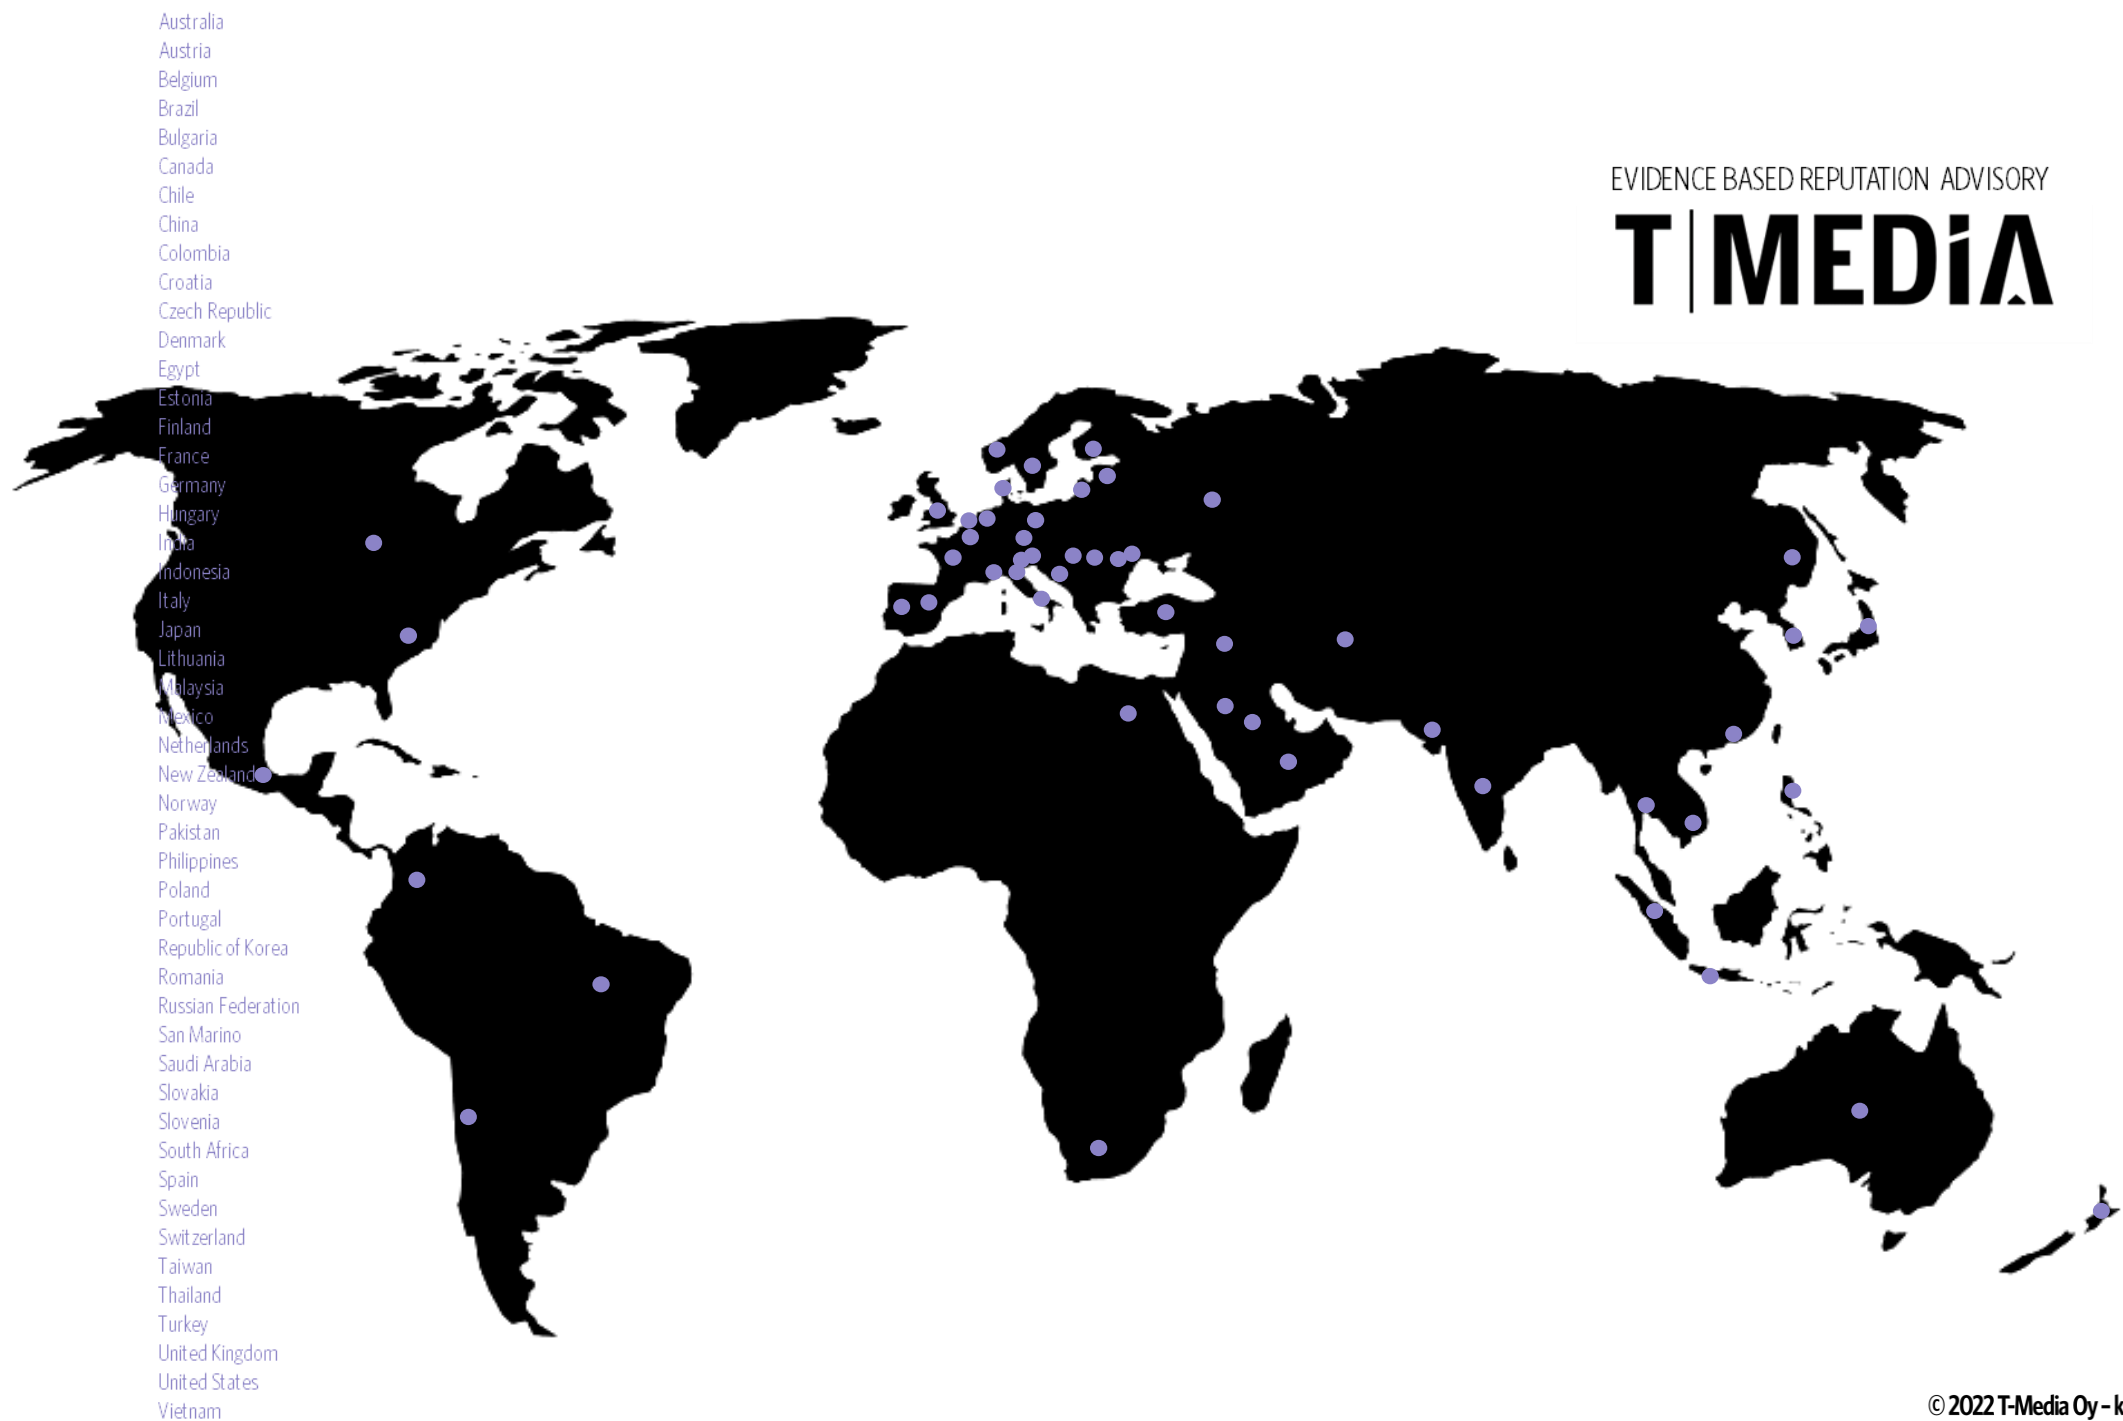 Australia
Austria
Belgium
Brazil
Bulgaria
Canada
Chile
China
Colombia
Croatia
Czech Republic
Denmark
Egypt
Estonia
Finland
France
Germany
Hungary
India
Indonesia
Italy
Japan
Lithuania
Malaysia
Mexico
Netherlands
New Zealand
Norway
Pakistan
Philippines
Poland
Portugal
Republic of Korea
Romania
Russian Federation
San Marino
Saudi Arabia
Slovakia
Slovenia
South Africa
Spain
Sweden
Switzerland
Taiwan
Thailand
Turkey
United Kingdom
United States
Vietnam
EVIDENCE BASED REPUTATION ADVISORY
T|MEDiA
© 2022 T-Media Oy – k